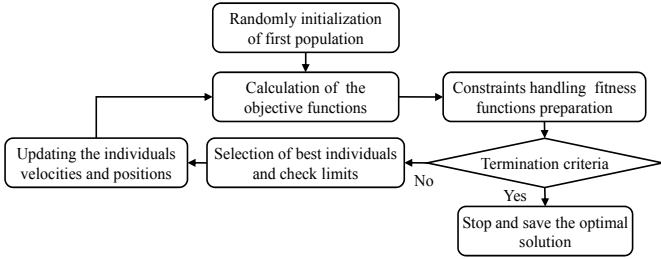 Randomly initialization
of first population
Calculation of the
objective functions
Constraints handling fitness
functions preparation
Updating the individuals
velocities and positions
Selection of best individuals
and check limits
Termination criteria
No
Yes
Stop and save the optimal
solution